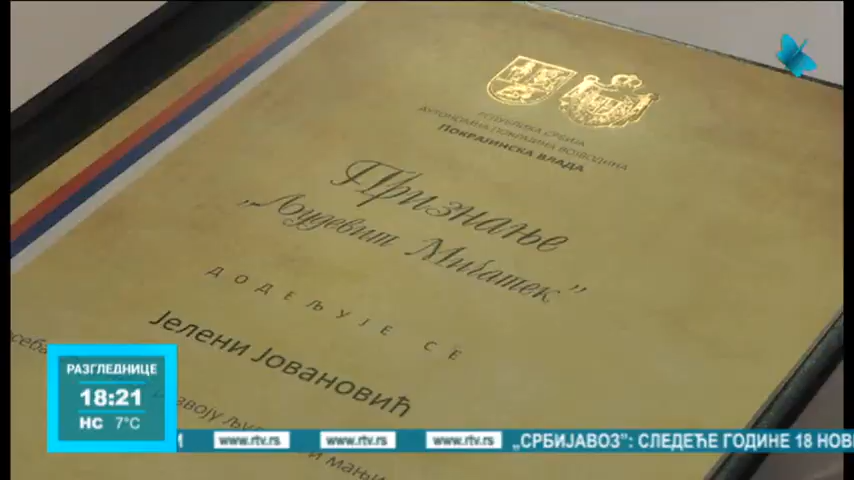 РЕПУБЛИКА СРБИЈА
АУТОНОМНА ПОКРАЈИНА ВОЈВОДИНА
ПОКРАЈИНСКА ВЛАДА
Признање
„Људевит Мичатек”
ДОДЕЉУЈЕ СЕ
ЈЕЛЕНИ ЈОВАНОВИЋ
РАЗГЛЕДНИЦЕ
18:21
НС 7°C
www.rtv.rs www.rtv.rs www.rtv.rs „СРБИЈАВОЗ”: СЛЕДЕЋЕ ГОДИНЕ 18 НОВ